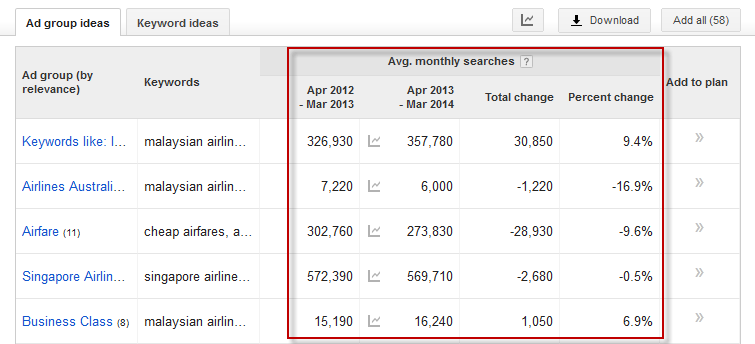 Ad group ideas Keyword ideas Download Add all (58)
Avg. monthly searches ?
Ad group (by relevance) Keywords Apr 2012 - Mar 2013 Apr 2013 - Mar 2014 Total change Percent change Add to plan
Keywords like: I... malaysian airlin... 326,930 357,780 30,850 9.4% »
Airlines Australi... malaysian airlin... 7,220 6,000 -1,220 -16.9% »
Airfare (11) cheap airfares, a... 302,760 273,830 -28,930 -9.6% »
Singapore Airlin... singapore airline... 572,390 569,710 -2,680 -0.5% »
Business Class (8) malaysian airlin... 15,190 16,240 1,050 6.9% »